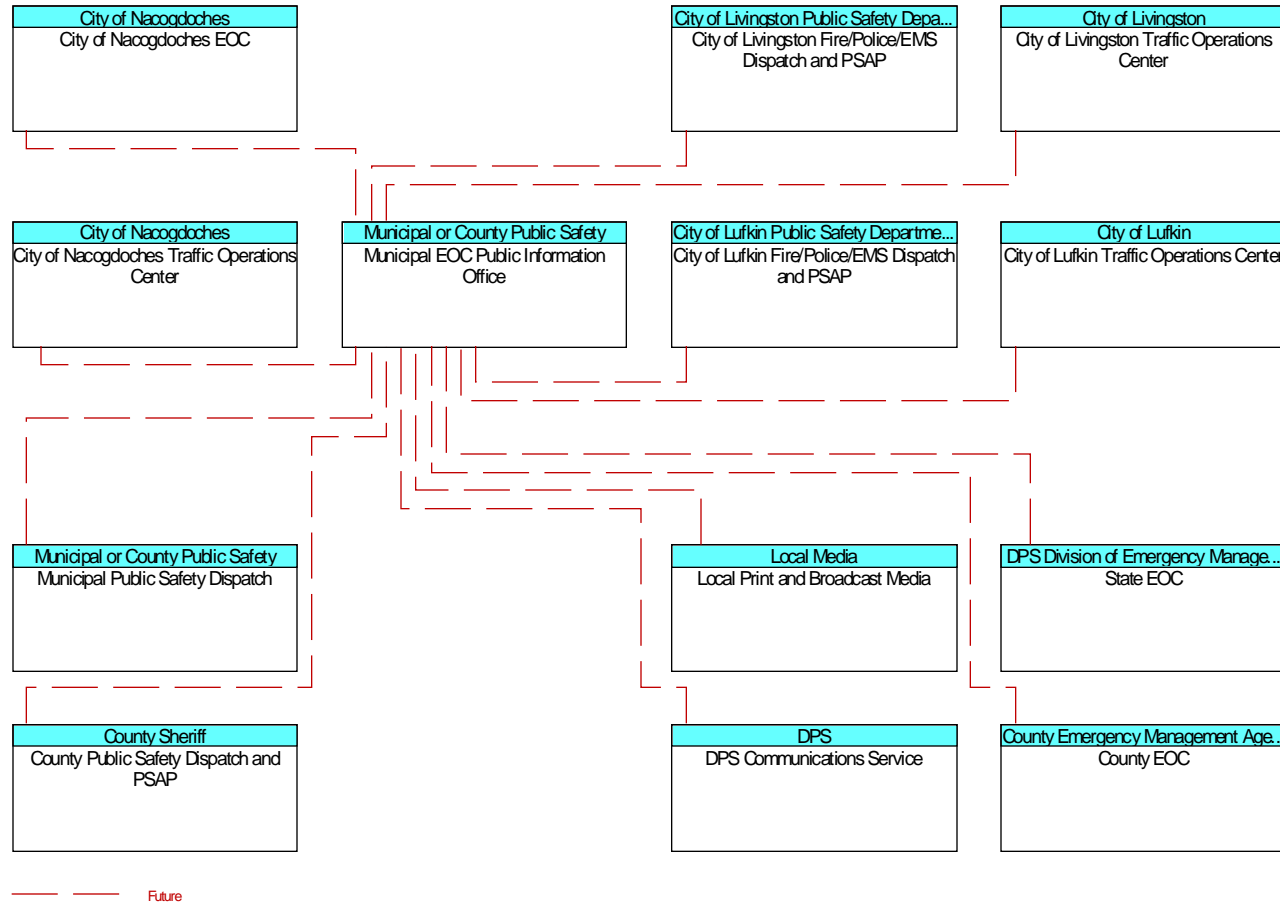 City of Nacogdoches
City of Nacogdoches EOC
City of Livingston Public Safety Depa...
City of Livingston Fire/Police/EMS
Dispatch and PSAP
City of Livingston
City of Livingston Traffic Operations
Center
City of Nacogdoches
City of Nacogdoches Traffic Operations
Center
Municipal or County Public Safety
Municipal EOC Public Information
Office
City of Lufkin Public Safety Departme...
City of Lufkin Fire/Police/EMS Dispatch
and PSAP
City of Lufkin
City of Lufkin Traffic Operations Center
Municipal or County Public Safety
Municipal Public Safety Dispatch
Local Media
Local Print and Broadcast Media
DPS Division of Emergency Manage...
State EOC
County Sheriff
County Public Safety Dispatch and
PSAP
DPS
DPS Communications Service
County Emergency Management Age...
County EOC
Future